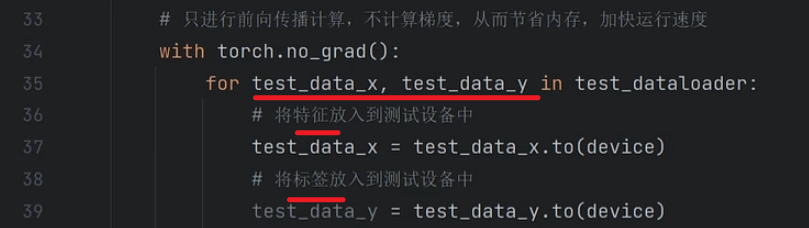 33 # 只进行前向传播计算，不计算梯度，从而节省内存，加快运行速度
34 with torch.no_grad():
35 for test_data_x, test_data_y in test_dataloader:
36 # 将特征放入到测试设备中
37 test_data_x = test_data_x.to(device)
38 # 将标签放入到测试设备中
39 test_data_y = test_data_y.to(device)